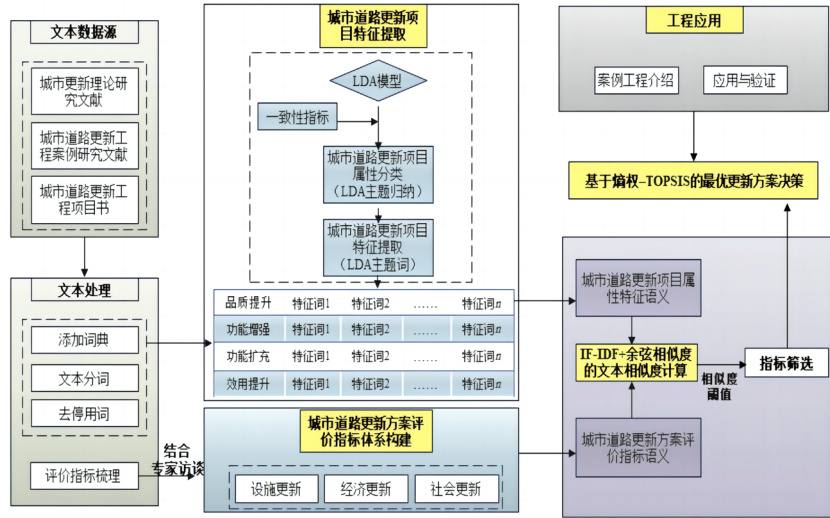 文本数据源
城市更新理论研
究文献
城市道路更新工
程案例研究文献
城市道路更新工
程项目书
文本处理
添加词典
文本分词
去停用词
评价指标梳理
结合
专家访谈
城市道路更新项
目特征提取
LDA模型
一致性指标
城市道路更新项目
属性分类
（LDA主题归纳）
城市道路更新项目
特征提取
（LDA主题词）
品质提升 特征词1 特征词2 …… 特征词n
功能增强 特征词1 特征词2 …… 特征词n
功能扩充 特征词1 特征词2 …… 特征词n
效用提升 特征词1 特征词2 …… 特征词n
城市道路更新方案评
价指标体系构建
设施更新 经济更新 社会更新
工程应用
案例工程介绍 应用与验证
基于熵权–TOPSIS的最优更新方案决策
城市道路更新项目属
性特征语义
IF-IDF+余弦相似度
的文本相似度计算
相似度
阈值
指标筛选
城市道路更新方案评
价指标语义